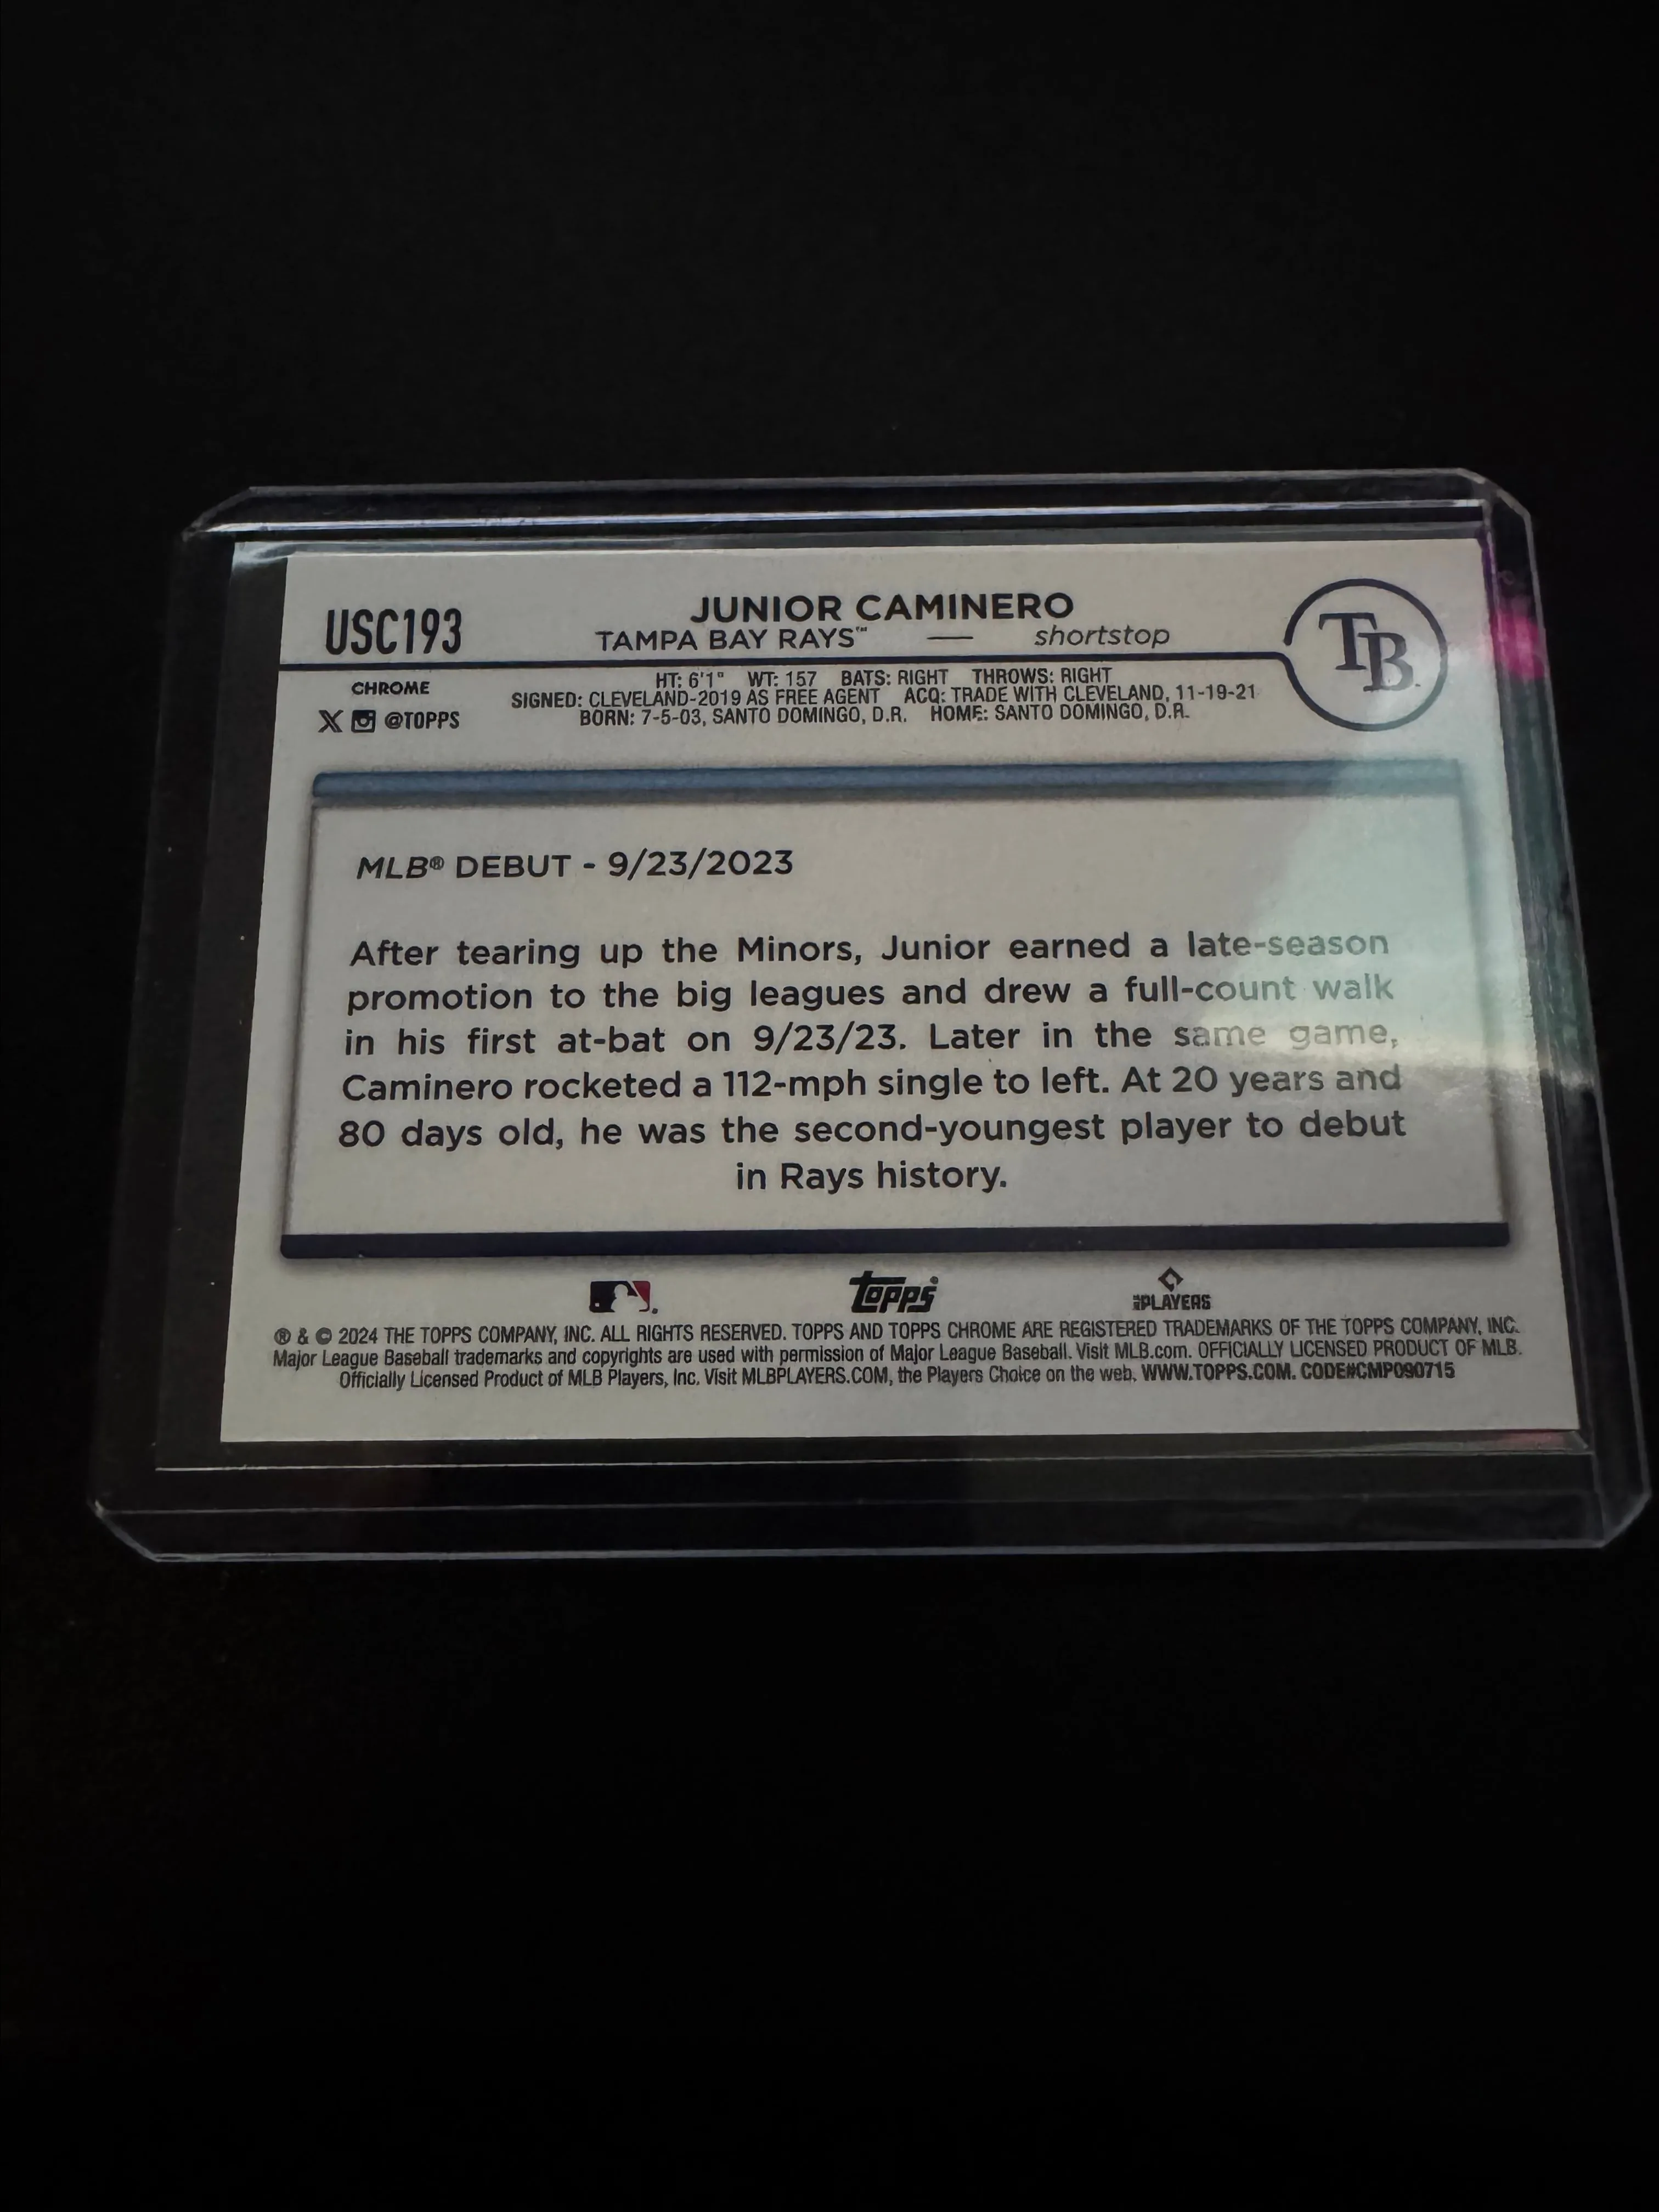 USC193
JUNIOR CAMINERO
TAMPA BAY RAYS™ — shortstop
TB
CHROME
X @TOPPS
HT: 6'1" WT: 157 BATS: RIGHT THROWS: RIGHT
SIGNED: CLEVELAND-2019 AS FREE AGENT ACQ: TRADE WITH CLEVELAND, 11-19-21
BORN: 7-5-03, SANTO DOMINGO, D.R. HOME: SANTO DOMINGO, D.R.
MLB® DEBUT - 9/23/2023
After tearing up the Minors, Junior earned a late-season
promotion to the big leagues and drew a full-count walk
in his first at-bat on 9/23/23. Later in the same game,
Caminero rocketed a 112-mph single to left. At 20 years and
80 days old, he was the second-youngest player to debut
in Rays history.
topps
PLAYERS
® & © 2024 THE TOPPS COMPANY, INC. ALL RIGHTS RESERVED. TOPPS AND TOPPS CHROME ARE REGISTERED TRADEMARKS OF THE TOPPS COMPANY, INC.
Major League Baseball trademarks and copyrights are used with permission of Major League Baseball. Visit MLB.com. OFFICIALLY LICENSED PRODUCT OF MLB.
Officially Licensed Product of MLB Players, Inc. Visit MLBPLAYERS.COM, the Players Choice on the web. WWW.TOPPS.COM. CODE#CMP090715